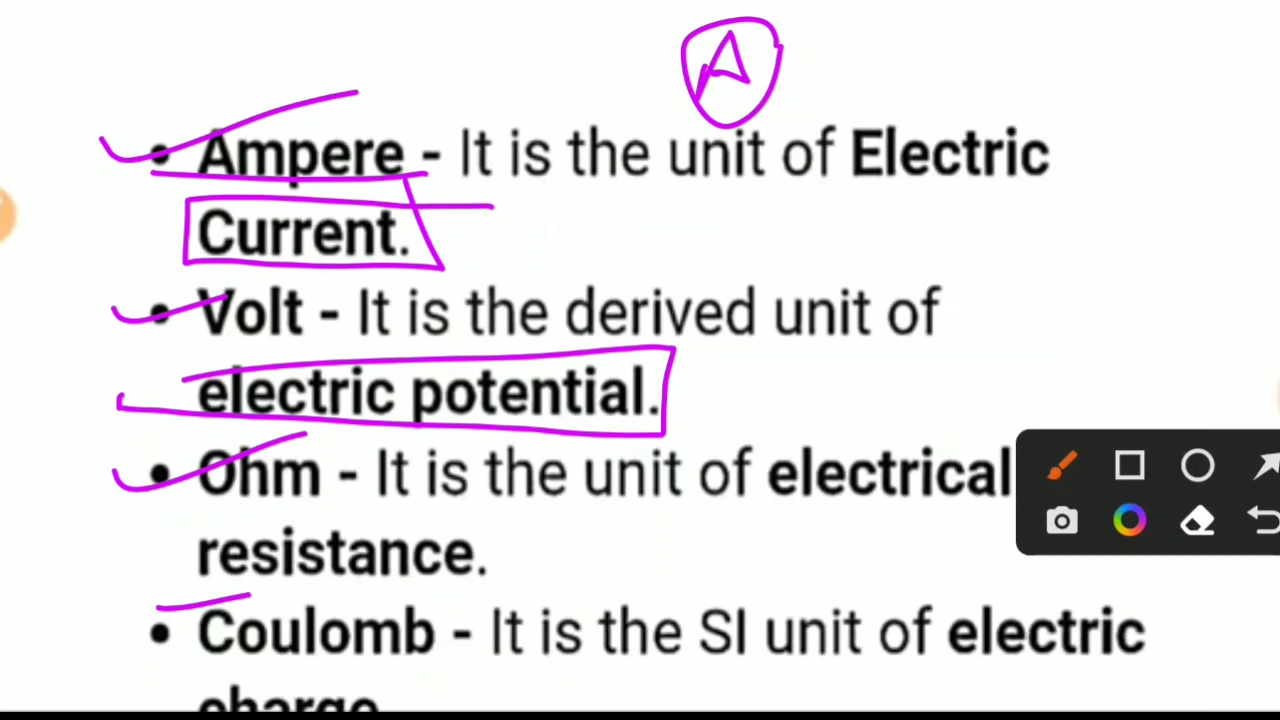 A
• Ampere - It is the unit of Electric
Current.
• Volt - It is the derived unit of
electric potential.
• Ohm - It is the unit of electrical
resistance.
• Coulomb - It is the SI unit of electric
charge